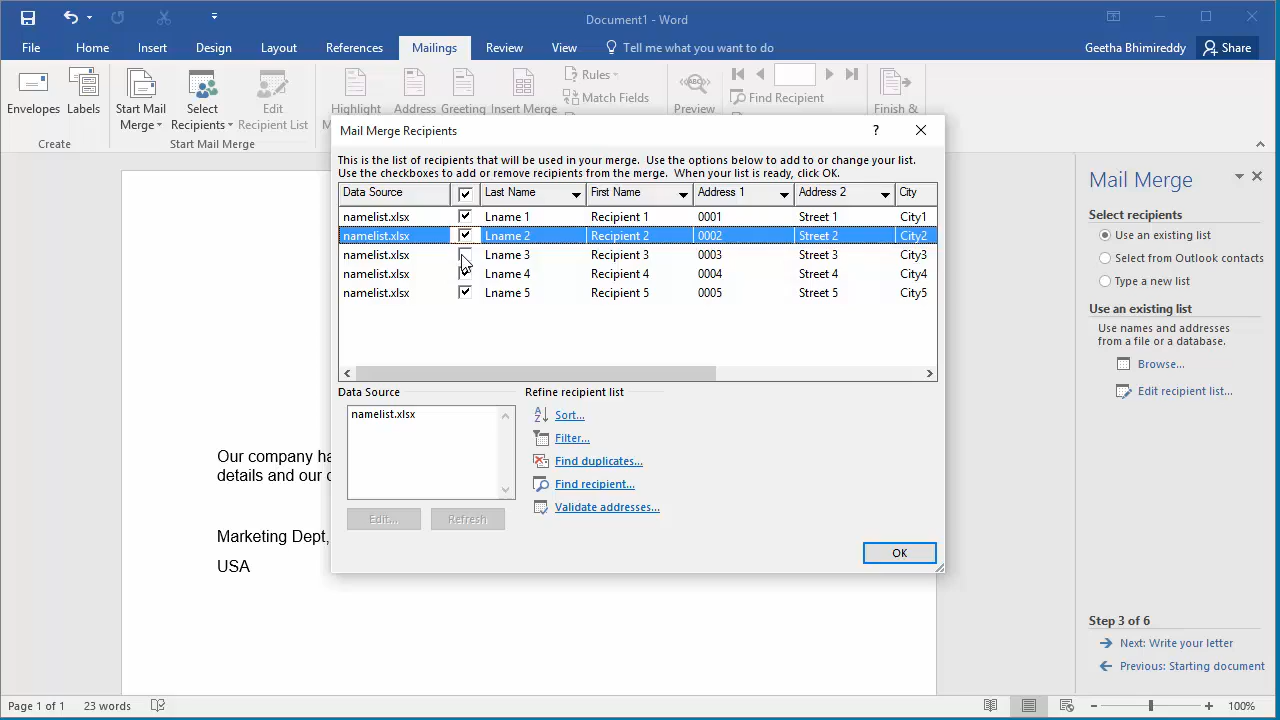 Document1 - Word
File Home Insert Design Layout References Mailings Review View Tell me what you want to do Geetha Bhimireddy Share
Envelopes Labels Start Mail Merge Select Recipients Edit Recipient List Highlight Address Greeting Insert Merge Rules Match Fields Preview Find Recipient Finish &
Create Start Mail Merge
Mail Merge Recipients ?
This is the list of recipients that will be used in your merge. Use the options below to add to or change your list.
Use the checkboxes to add or remove recipients from the merge. When your list is ready, click OK.
Data Source Last Name First Name Address 1 Address 2 City
namelist.xlsx Lname 1 Recipient 1 0001 Street 1 City1
namelist.xlsx Lname 2 Recipient 2 0002 Street 2 City2
namelist.xlsx Lname 3 Recipient 3 0003 Street 3 City3
namelist.xlsx Lname 4 Recipient 4 0004 Street 4 City4
namelist.xlsx Lname 5 Recipient 5 0005 Street 5 City5
Data Source
namelist.xlsx
Edit... Refresh
Refine recipient list
Sort...
Filter...
Find duplicates...
Find recipient...
Validate addresses...
OK
Our company
details and our
Marketing Dept,
USA
Mail Merge
Select recipients
Use an existing list
Select from Outlook contacts
Type a new list
Use an existing list
Use names and addresses
from a file or a database.
Browse...
Edit recipient list...
Step 3 of 6
Next: Write your letter
Previous: Starting document
Page 1 of 1 23 words 100%